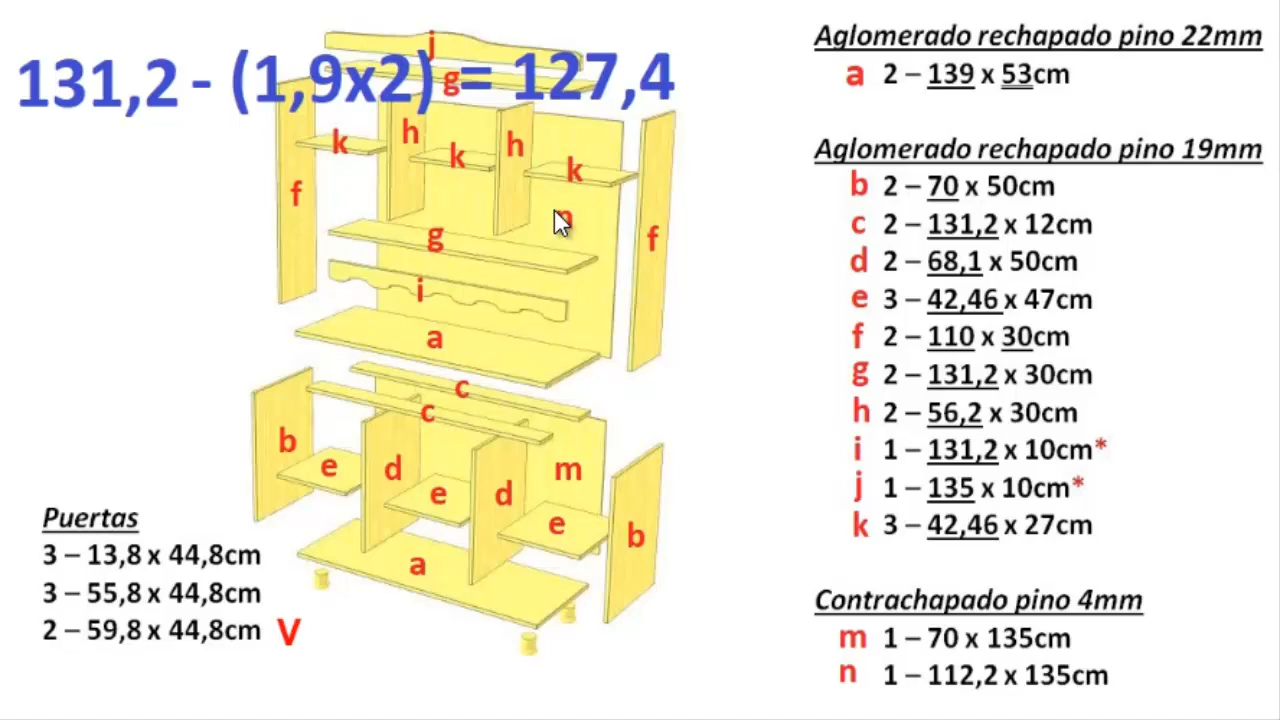 131,2 - (1,9x2) = 127,4
j
g
k
h
k
h
k
f
n
f
g
i
a
c
c
b
e
d
e
d
m
e
b
a
Puertas
3 – 13,8 x 44,8cm
3 – 55,8 x 44,8cm
2 – 59,8 x 44,8cm V
Aglomerado rechapado pino 22mm
a 2 – 139 x 53cm
Aglomerado rechapado pino 19mm
b 2 – 70 x 50cm
c 2 – 131,2 x 12cm
d 2 – 68,1 x 50cm
e 3 – 42,46 x 47cm
f 2 – 110 x 30cm
g 2 – 131,2 x 30cm
h 2 – 56,2 x 30cm
i 1 – 131,2 x 10cm*
j 1 – 135 x 10cm*
k 3 – 42,46 x 27cm
Contrachapado pino 4mm
m 1 – 70 x 135cm
n 1 – 112,2 x 135cm